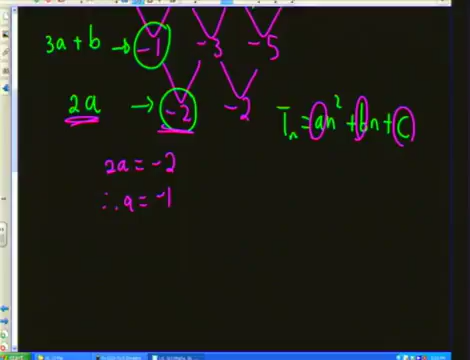 3a + b → -1 -3 -5
2a → -2 -2
Tn = an² + bn + c
2a = -2
∴ a = -1